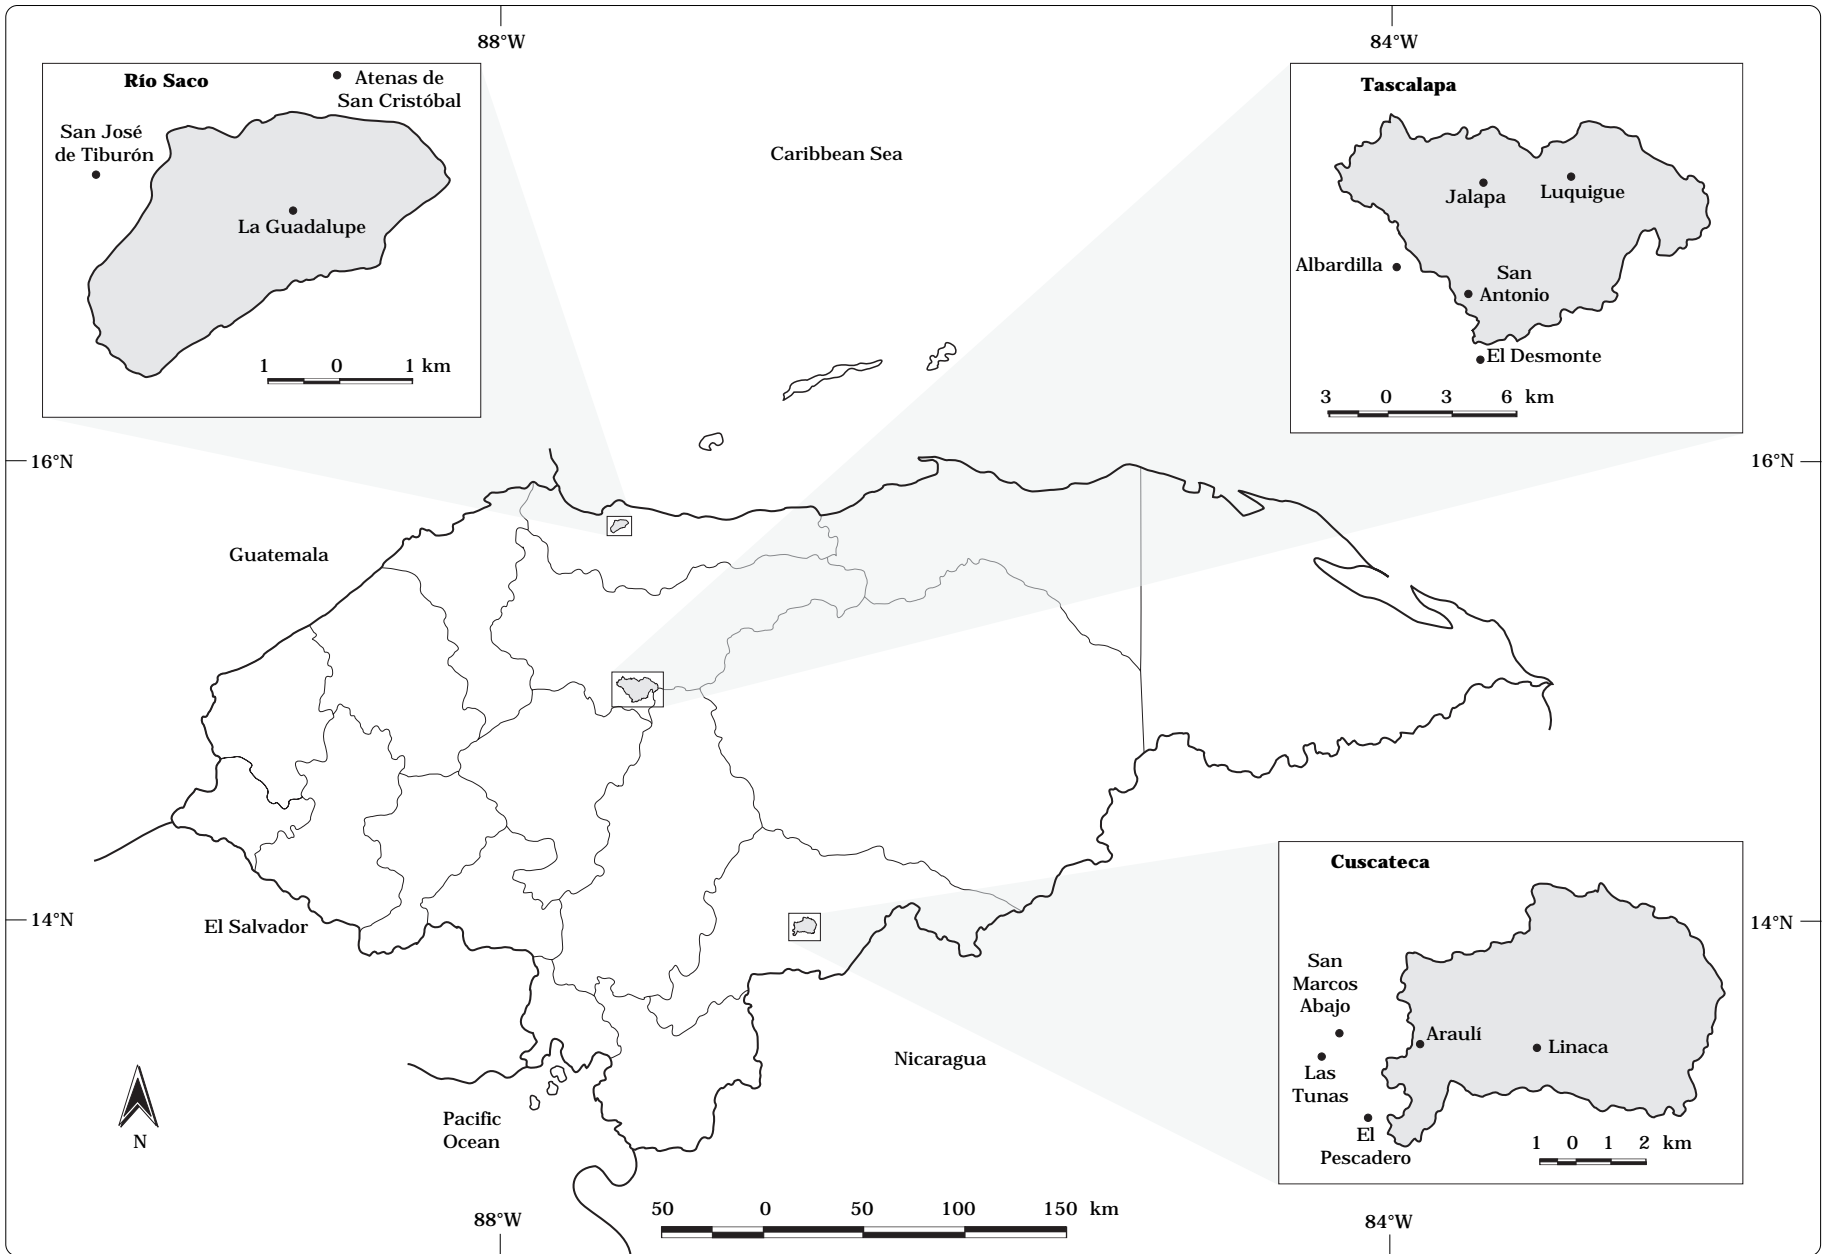 88°W
84°W
Río Saco
Atenas de
San Cristóbal
San José
de Tiburón
La Guadalupe
1 0 1 km
Caribbean Sea
Tascalapa
Jalapa
Luquigue
Albardilla
San
Antonio
El Desmonte
3 0 3 6 km
16°N
16°N
Guatemala
14°N
14°N
El Salvador
Cuscateca
San
Marcos
Abajo
Araulí
Linaca
Las
Tunas
El
Pescadero
1 0 1 2 km
Nicaragua
Pacific
Ocean
N
50 0 50 100 150 km
88°W
84°W